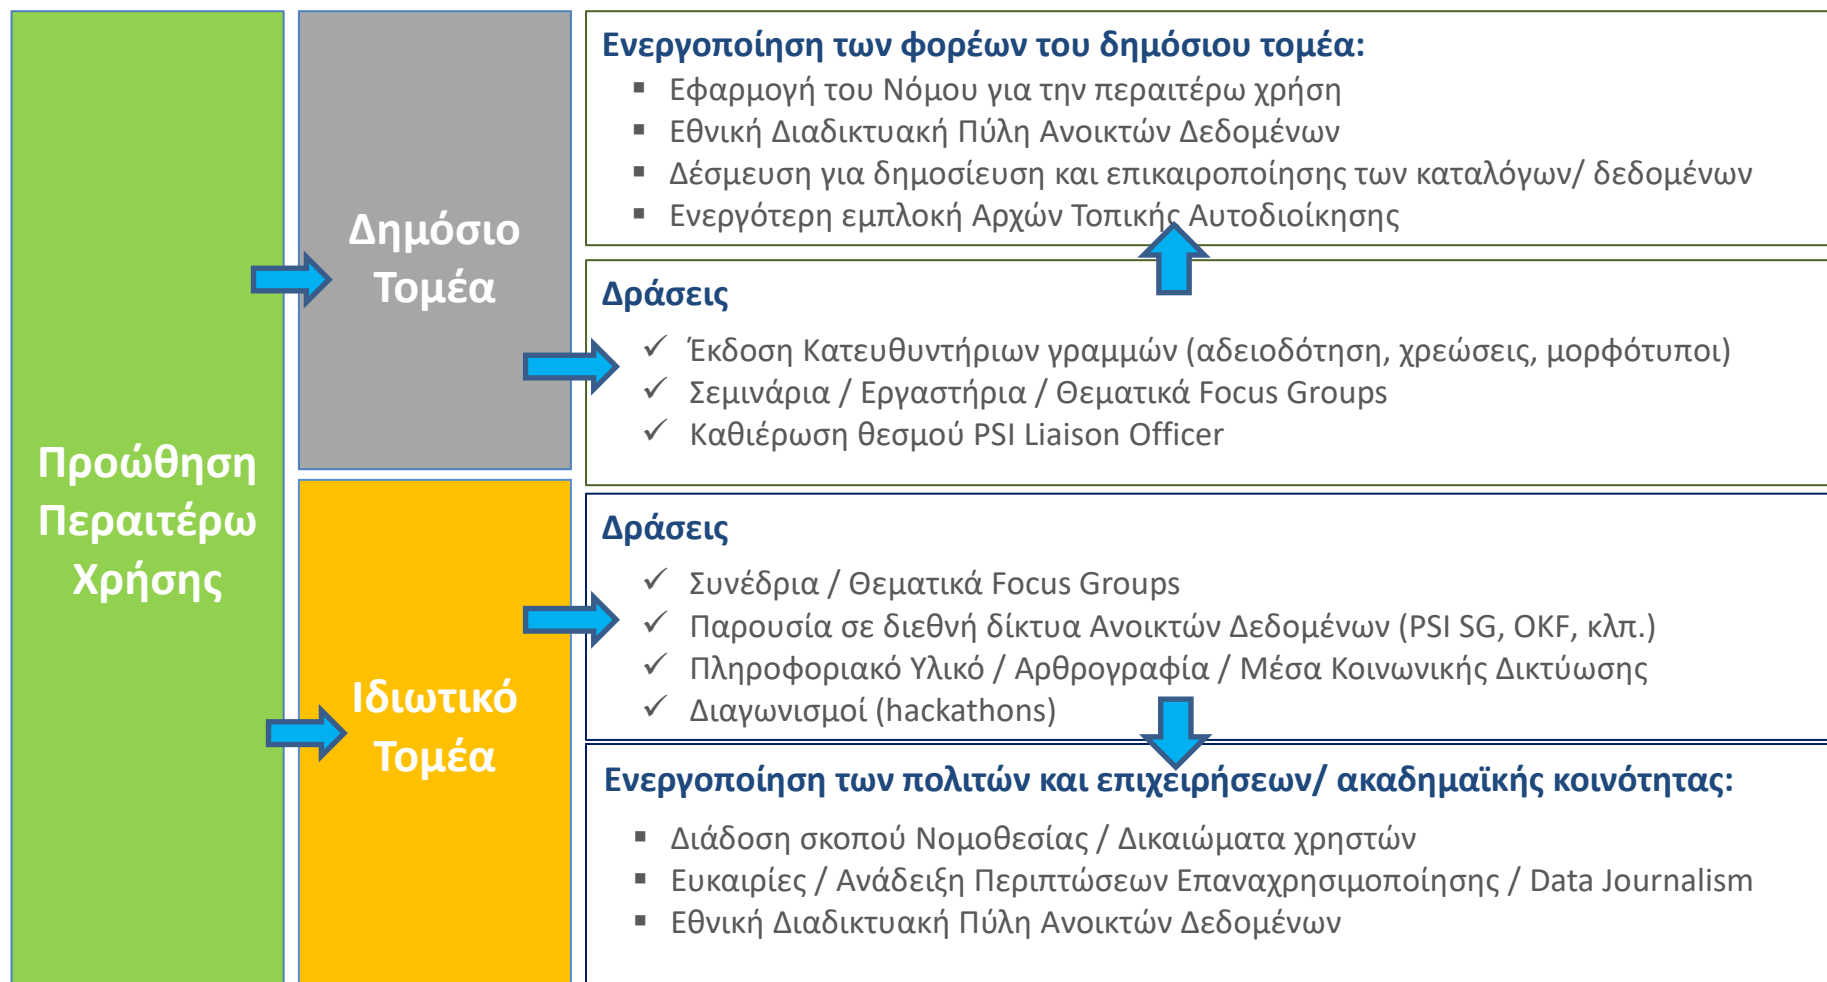 Προώθηση
Περαιτέρω
Χρήσης
Δημόσιο
Τομέα
Ενεργοποίηση των φορέων του δημόσιου τομέα:
Εφαρμογή του Νόμου για την περαιτέρω χρήση
Εθνική Διαδικτυακή Πύλη Ανοικτών Δεδομένων
Δέσμευση για δημοσίευση και επικαιροποίησης των καταλόγων/ δεδομένων
Ενεργότερη εμπλοκή Αρχών Τοπικής Αυτοδιοίκησης
Δράσεις
Έκδοση Κατευθυντήριων γραμμών (αδειοδότηση, χρεώσεις, μορφότυποι)
Σεμινάρια / Εργαστήρια / Θεματικά Focus Groups
Καθιέρωση θεσμού PSI Liaison Officer
Ιδιωτικό
Τομέα
Δράσεις
Συνέδρια / Θεματικά Focus Groups
Παρουσία σε διεθνή δίκτυα Ανοικτών Δεδομένων (PSI SG, OKF, κλπ.)
Πληροφοριακό Υλικό / Αρθρογραφία / Μέσα Κοινωνικής Δικτύωσης
Διαγωνισμοί (hackathons)
Ενεργοποίηση των πολιτών και επιχειρήσεων/ ακαδημαϊκής κοινότητας:
Διάδοση σκοπού Νομοθεσίας / Δικαιώματα χρηστών
Ευκαιρίες / Ανάδειξη Περιπτώσεων Επαναχρησιμοποίησης / Data Journalism
Εθνική Διαδικτυακή Πύλη Ανοικτών Δεδομένων